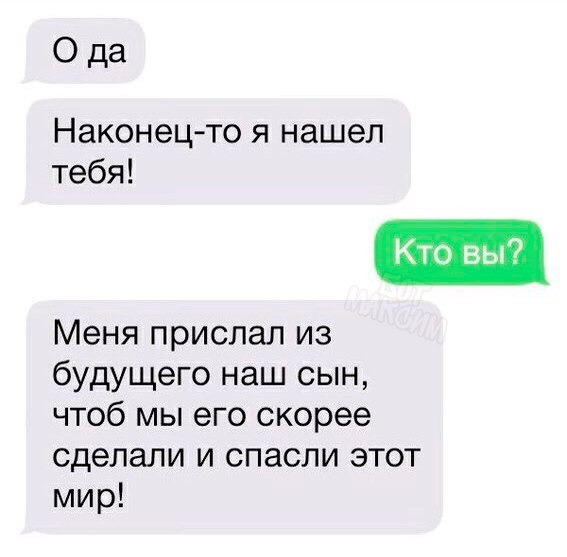 О да
Наконец-то я нашел
тебя!
Кто вы?
Меня прислал из
будущего наш сын,
чтоб мы его скорее
сделали и спасли этот
мир!